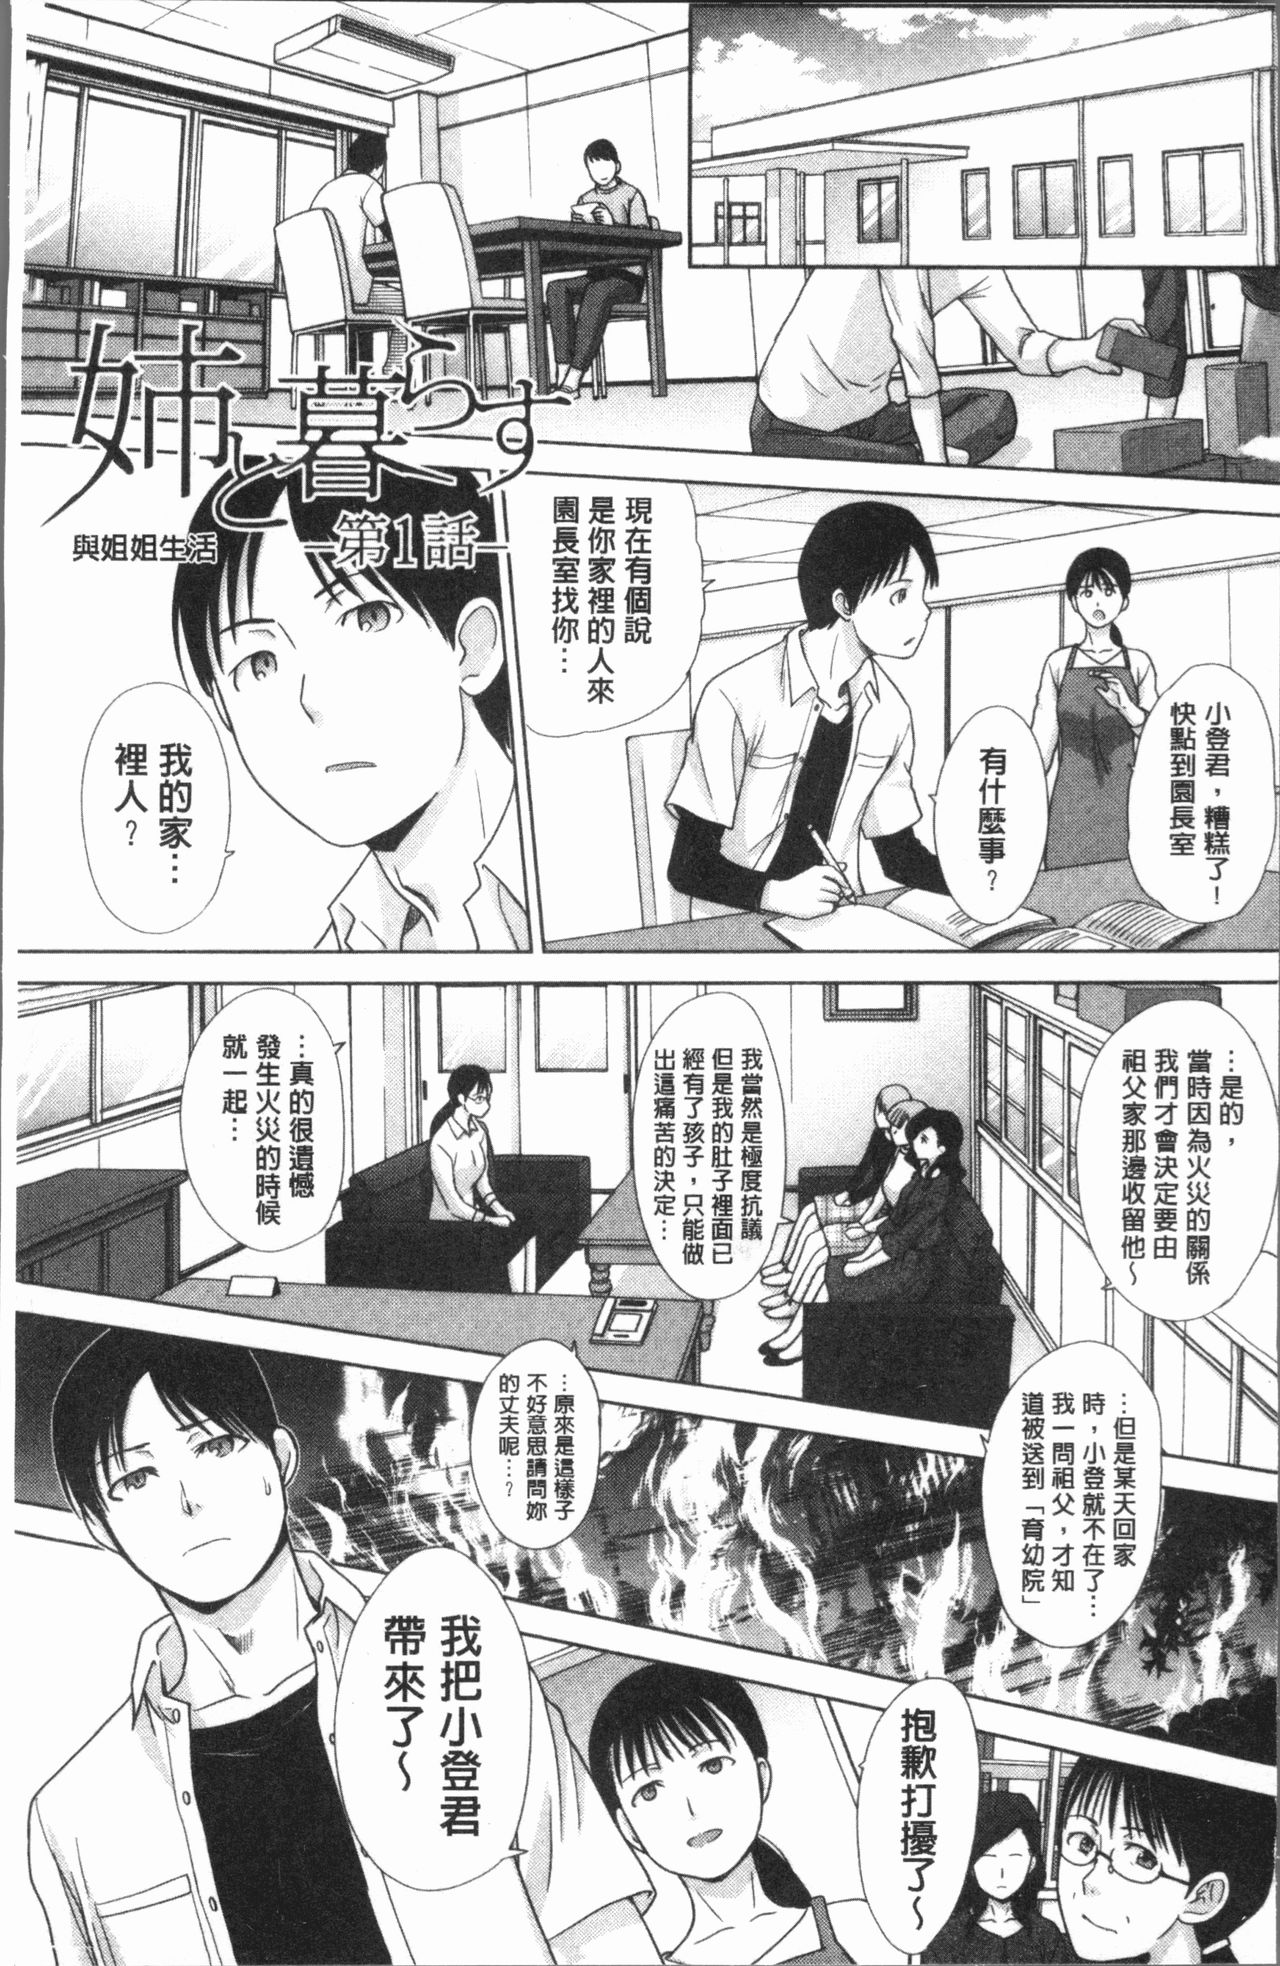 姉と暮らす
―第1話―
與姐姐生活
小登君，糟糕了！
快點到園長室
有什麼事？
現在有個說
是你家裡的人來
園長室找你…
我的家…
裡人？
…是的，
當時因為火災的關係
我們才會決定要由
祖父家那邊收留他～
我當然是極度抗議
但是我的肚子裡面已
經有了孩子，只能做
出這痛苦的決定…
…真的很遺憾
發生火災的時候
就一起…
…但是某天回家
時，小登就不在了…
我一問祖父，才知
道被送到「育幼院」
…原來是這樣子
不好意思請問妳
的丈夫呢…？
抱歉打擾了～
我把小登君
帶來了～